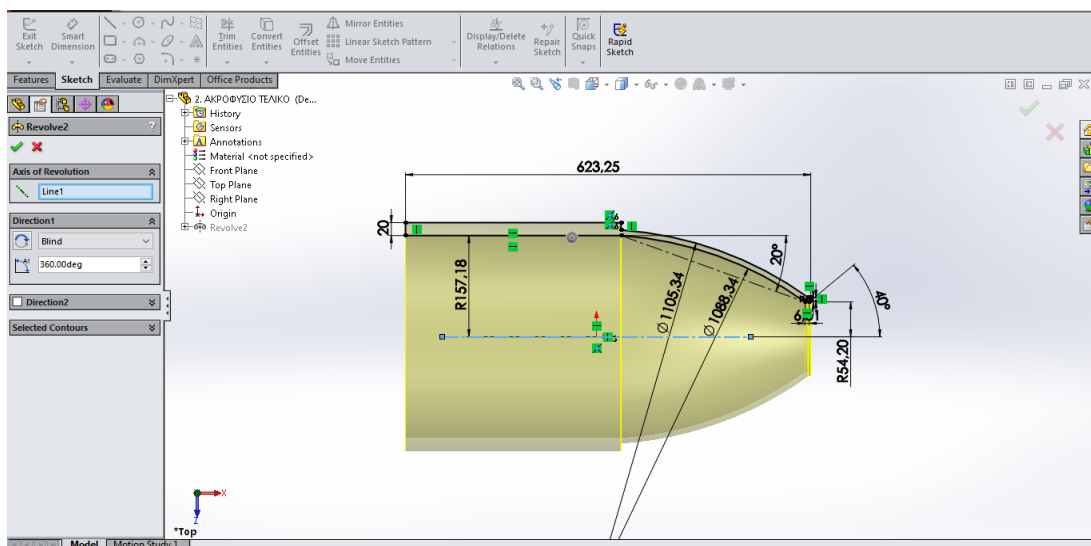 Exit Sketch
Smart Dimension
Trim Entities
Convert Entities
Offset Entities
Mirror Entities
Linear Sketch Pattern
Move Entities
Display/Delete Relations
Repair Sketch
Quick Snaps
Rapid Sketch
Features Sketch Evaluate DimXpert Office Products
2. ΑΚΡΟΦΥΣΙΟ ΤΕΛΙΚΟ (De...
History
Sensors
Annotations
Material <not specified>
Front Plane
Top Plane
Right Plane
Origin
Revolve2
Revolve2 ?
Axis of Revolution
Line1
Direction1
Blind
360.00deg
Direction2
Selected Contours
623,25
20
R157,18
Ø1105,34
Ø1088,34
20°
40°
R54,20
X
Z
*Top
Model Motion Study 1